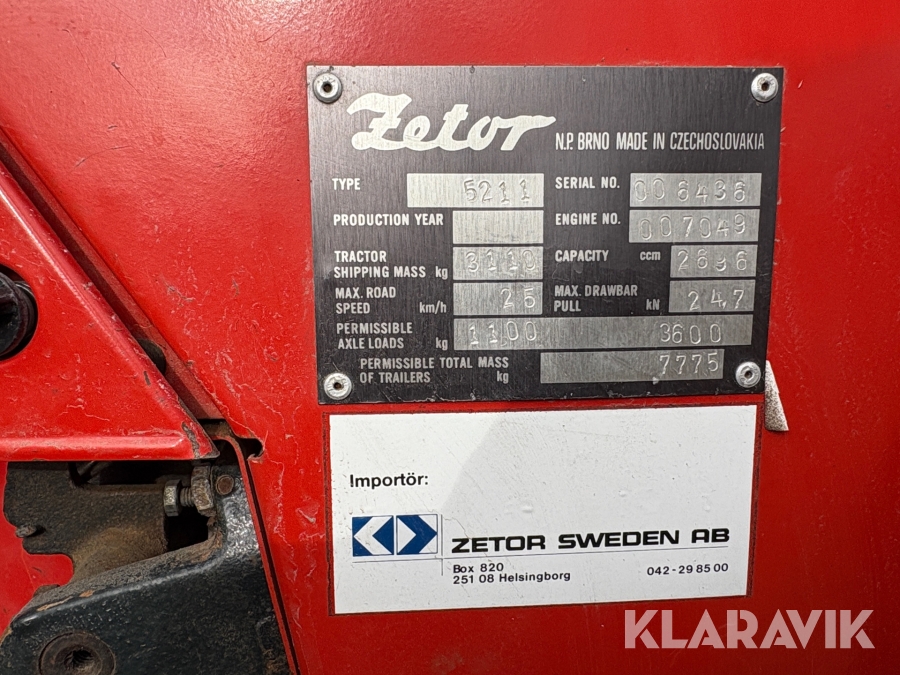 Zetor N.P. BRNO MADE IN CZECHOSLOVAKIA
TYPE 5211 SERIAL NO. 006436
PRODUCTION YEAR ENGINE NO. 007049
TRACTOR SHIPPING MASS kg 3110 CAPACITY ccm 2696
MAX. ROAD SPEED km/h 25 MAX. DRAWBAR PULL kN 24,7
PERMISSIBLE AXLE LOADS kg 1100 3600
PERMISSIBLE TOTAL MASS OF TRAILERS kg 7775
Importör:
ZETOR SWEDEN AB
Box 820
251 08 Helsingborg 042-29 85 00
KLARAVIK